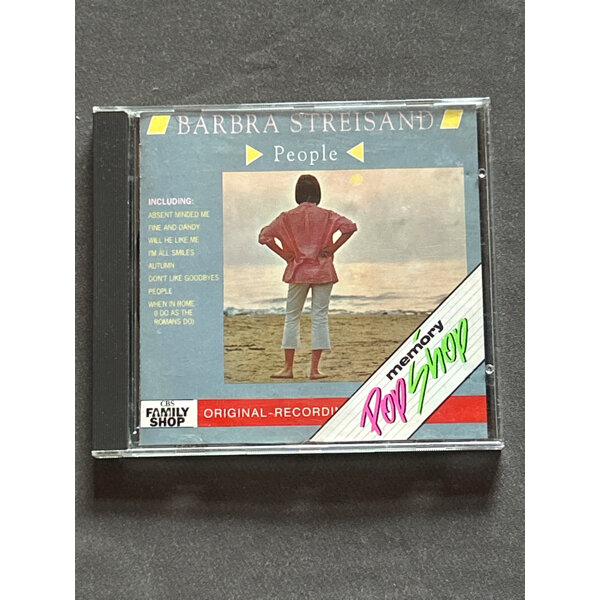 BARBRA STREISAND
People
INCLUDING:
ABSENT MINDED ME
FINE AND DANDY
WILL HE LIKE ME
I'M ALL SMILES
AUTUMN
DON'T LIKE GOODBYES
PEOPLE
WHEN IN ROME
(I DO AS THE
ROMANS DO)
CBS
FAMILY
SHOP
ORIGINAL-RECORDIN
memory
Pop Shop